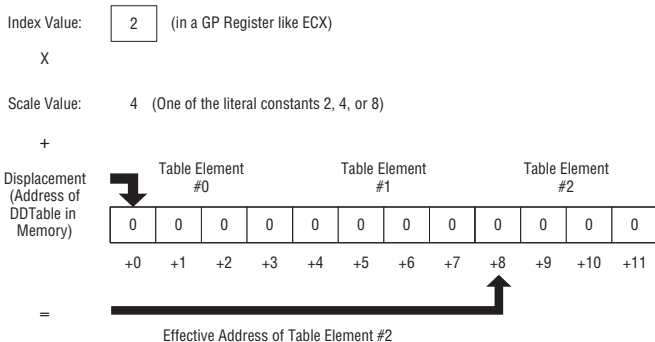 Index Value: 2 (in a GP Register like ECX)
X
Scale Value: 4 (One of the literal constants 2, 4, or 8)
+
Displacement
(Address of
DDTable in
Memory)
Table Element
#0
Table Element
#1
Table Element
#2
0 0 0 0 0 0 0 0 0 0 0 0
+0 +1 +2 +3 +4 +5 +6 +7 +8 +9 +10 +11
=
Effective Address of Table Element #2